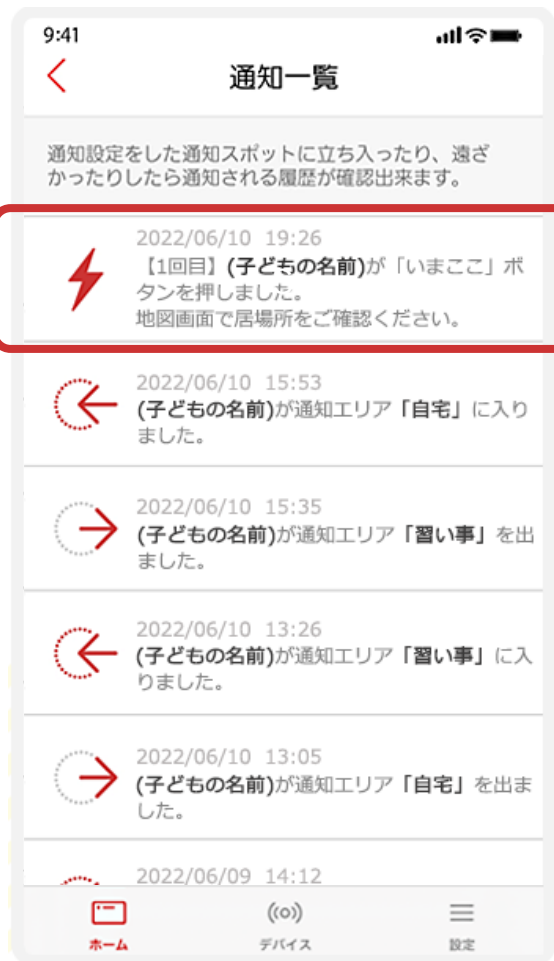 9:41
通知一覧
通知設定をした通知スポットに立ち入ったり、遠ざ
かったりしたら通知される履歴が確認出来ます。
2022/06/10 19:26
【1回目】(子どもの名前)が「いまここ」ボ
タンを押しました。
地図画面で居場所をご確認ください。
2022/06/10 15:53
(子どもの名前)が通知エリア「自宅」に入り
ました。
2022/06/10 15:35
(子どもの名前)が通知エリア「習い事」を出
ました。
2022/06/10 13:26
(子どもの名前)が通知エリア「習い事」に入
りました。
2022/06/10 13:05
(子どもの名前)が通知エリア「自宅」を出ま
した。
2022/06/09 14:12
ホーム
デバイス
設定